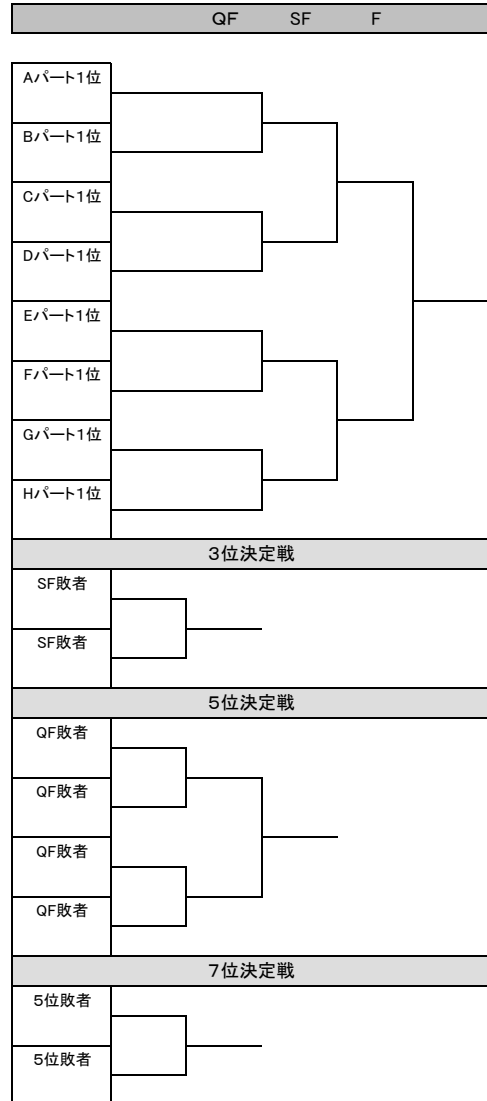 QF SF F
Aパート1位
Bパート1位
Cパート1位
Dパート1位
Eパート1位
Fパート1位
Gパート1位
Hパート1位
3位決定戦
SF敗者
SF敗者
5位決定戦
QF敗者
QF敗者
QF敗者
QF敗者
7位決定戦
5位敗者
5位敗者